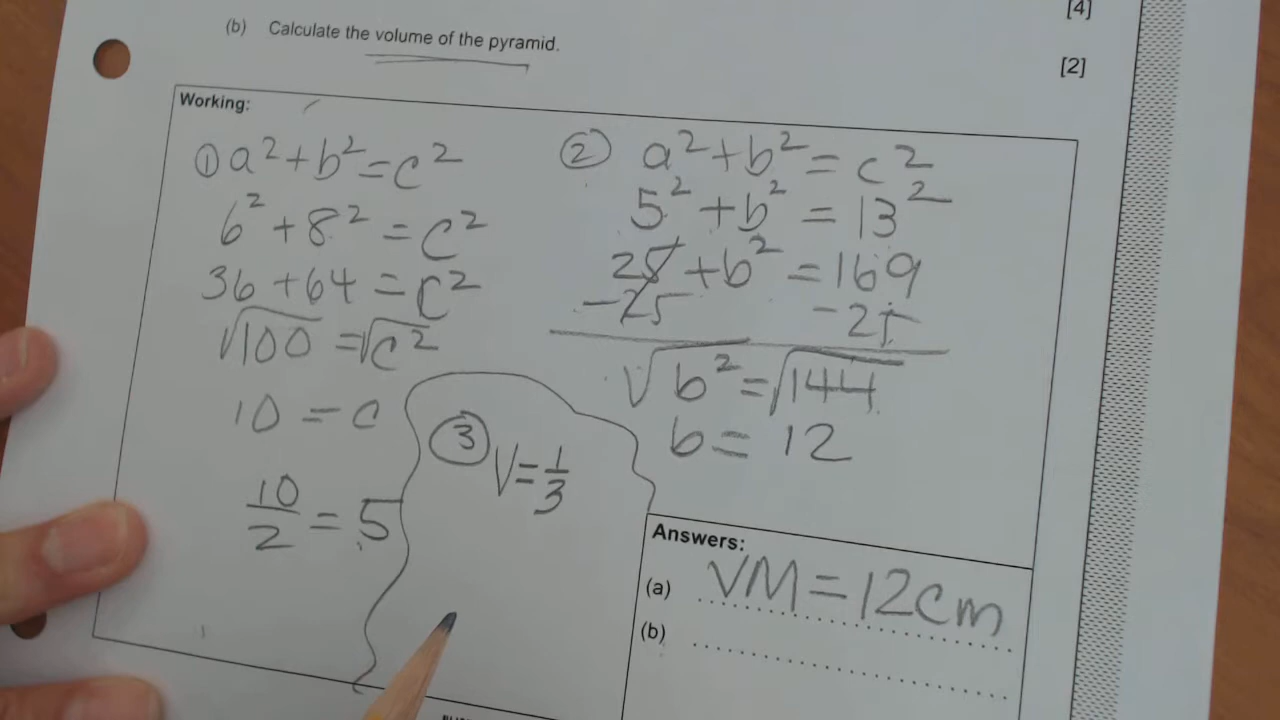 [4]
(b) Calculate the volume of the pyramid.
[2]
Working:
① a² + b² = c²
6² + 8² = c²
36 + 64 = c²
√100 = √c²
10 = c
10/2 = 5
② a² + b² = c²
5² + b² = 13²
25 + b² = 169
-25 -25
√b² = √144
b = 12
③ V = 1/3
Answers:
(a) VM = 12cm
(b)